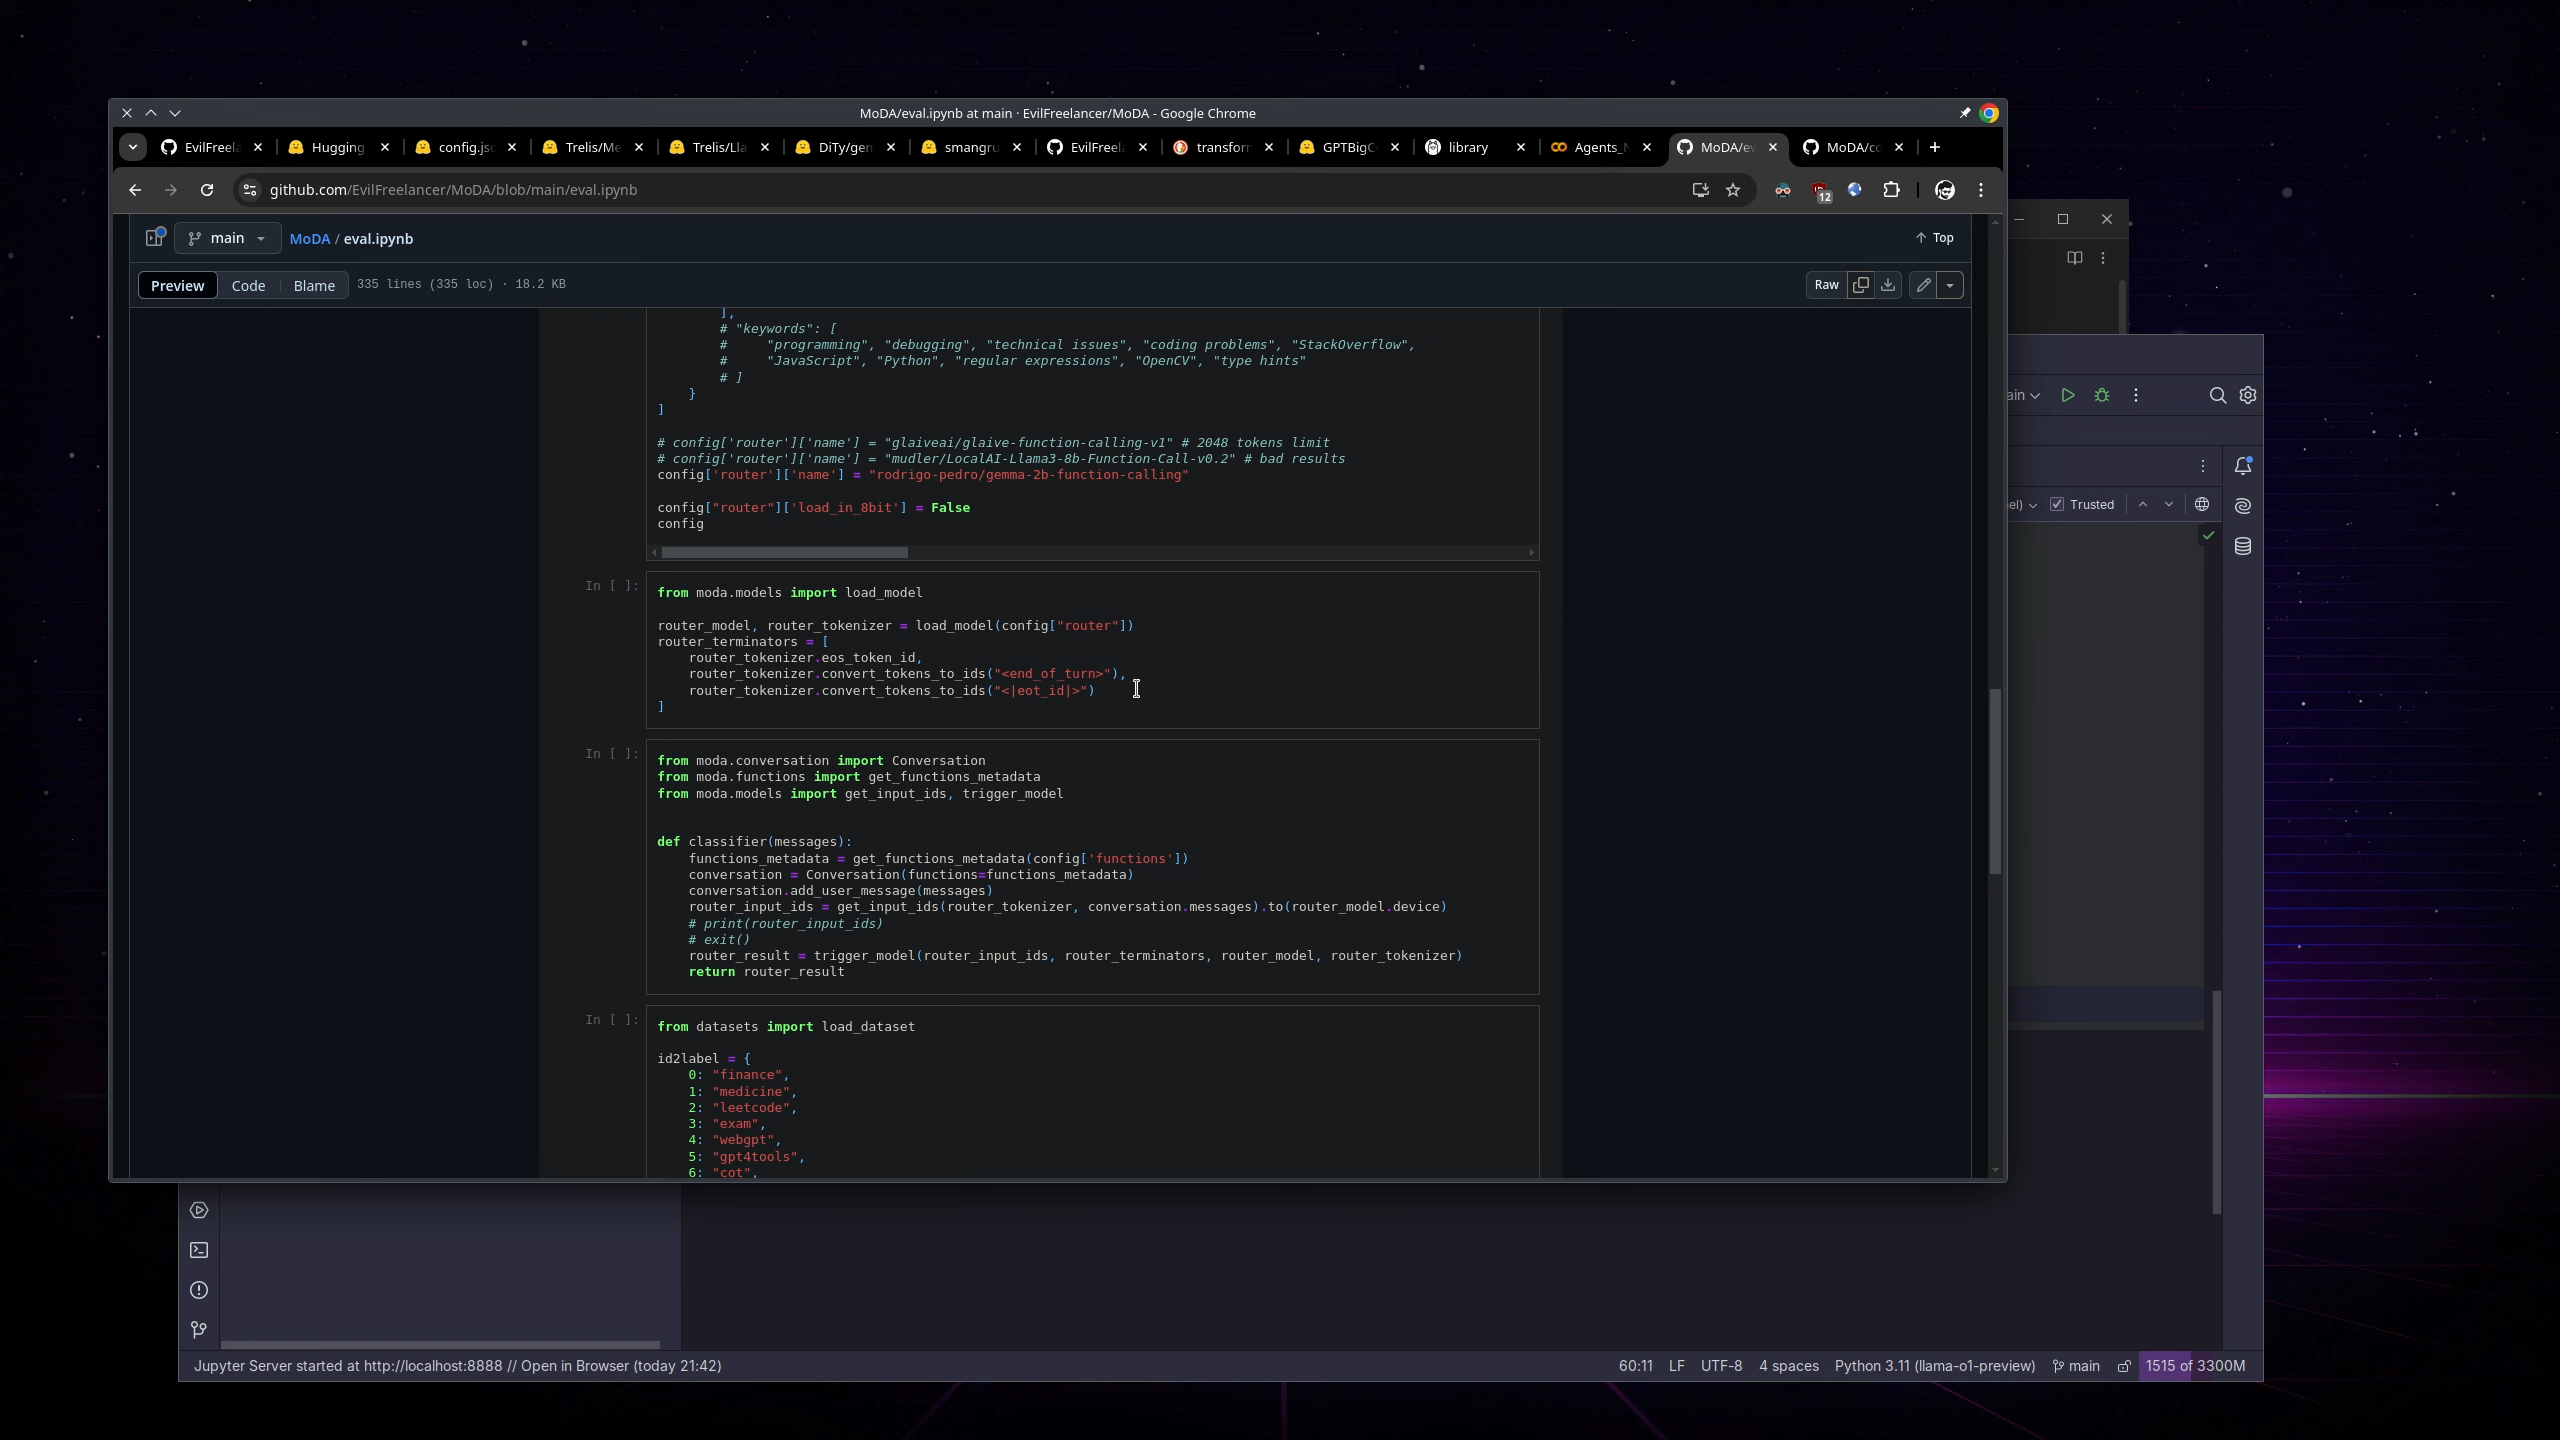 MoDA/eval.ipynb at main · EvilFreelancer/MoDA - Google Chrome
EvilFreela
Hugging
config.jsc
Trelis/Me
Trelis/Lla
DiTy/gem
smangru
EvilFreela
transform
GPTBigC
library
Agents_N
MoDA/ev
MoDA/co
github.com/EvilFreelancer/MoDA/blob/main/eval.ipynb
12
main
MoDA / eval.ipynb
Top
Preview
Code
Blame
335 lines (335 loc) · 18.2 KB
Raw
],
# "keywords": [
#     "programming", "debugging", "technical issues", "coding problems", "StackOverflow",
#     "JavaScript", "Python", "regular expressions", "OpenCV", "type hints"
# ]
}
]
# config['router']['name'] = "glaiveai/glaive-function-calling-v1" # 2048 tokens limit
# config['router']['name'] = "mudler/LocalAI-Llama3-8b-Function-Call-v0.2" # bad results
config['router']['name'] = "rodrigo-pedro/gemma-2b-function-calling"
config["router"]['load_in_8bit'] = False
config
In [ ]:
from moda.models import load_model
router_model, router_tokenizer = load_model(config["router"])
router_terminators = [
router_tokenizer.eos_token_id,
router_tokenizer.convert_tokens_to_ids("<end_of_turn>"),
router_tokenizer.convert_tokens_to_ids("<|eot_id|>")
]
In [ ]:
from moda.conversation import Conversation
from moda.functions import get_functions_metadata
from moda.models import get_input_ids, trigger_model
def classifier(messages):
functions_metadata = get_functions_metadata(config['functions'])
conversation = Conversation(functions=functions_metadata)
conversation.add_user_message(messages)
router_input_ids = get_input_ids(router_tokenizer, conversation.messages).to(router_model.device)
# print(router_input_ids)
# exit()
router_result = trigger_model(router_input_ids, router_terminators, router_model, router_tokenizer)
return router_result
In [ ]:
from datasets import load_dataset
id2label = {
0: "finance",
1: "medicine",
2: "leetcode",
3: "exam",
4: "webgpt",
5: "gpt4tools",
6: "cot",
ain
el)
Trusted
Jupyter Server started at http://localhost:8888 // Open in Browser (today 21:42)
60:11
LF
UTF-8
4 spaces
Python 3.11 (llama-o1-preview)
main
1515 of 3300M